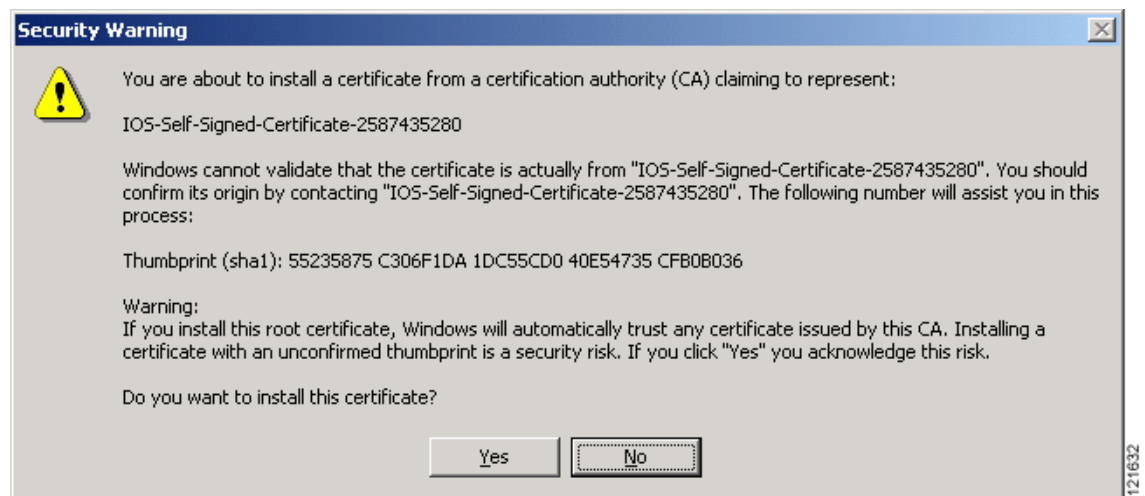 Security Warning
You are about to install a certificate from a certification authority (CA) claiming to represent:
IOS-Self-Signed-Certificate-2587435280
Windows cannot validate that the certificate is actually from "IOS-Self-Signed-Certificate-2587435280". You should
confirm its origin by contacting "IOS-Self-Signed-Certificate-2587435280". The following number will assist you in this
process:
Thumbprint (sha1): 55235875 C306F1DA 1DC55CD0 40E54735 CFB0B036
Warning:
If you install this root certificate, Windows will automatically trust any certificate issued by this CA. Installing a
certificate with an unconfirmed thumbprint is a security risk. If you click "Yes" you acknowledge this risk.
Do you want to install this certificate?
Yes
No
121632